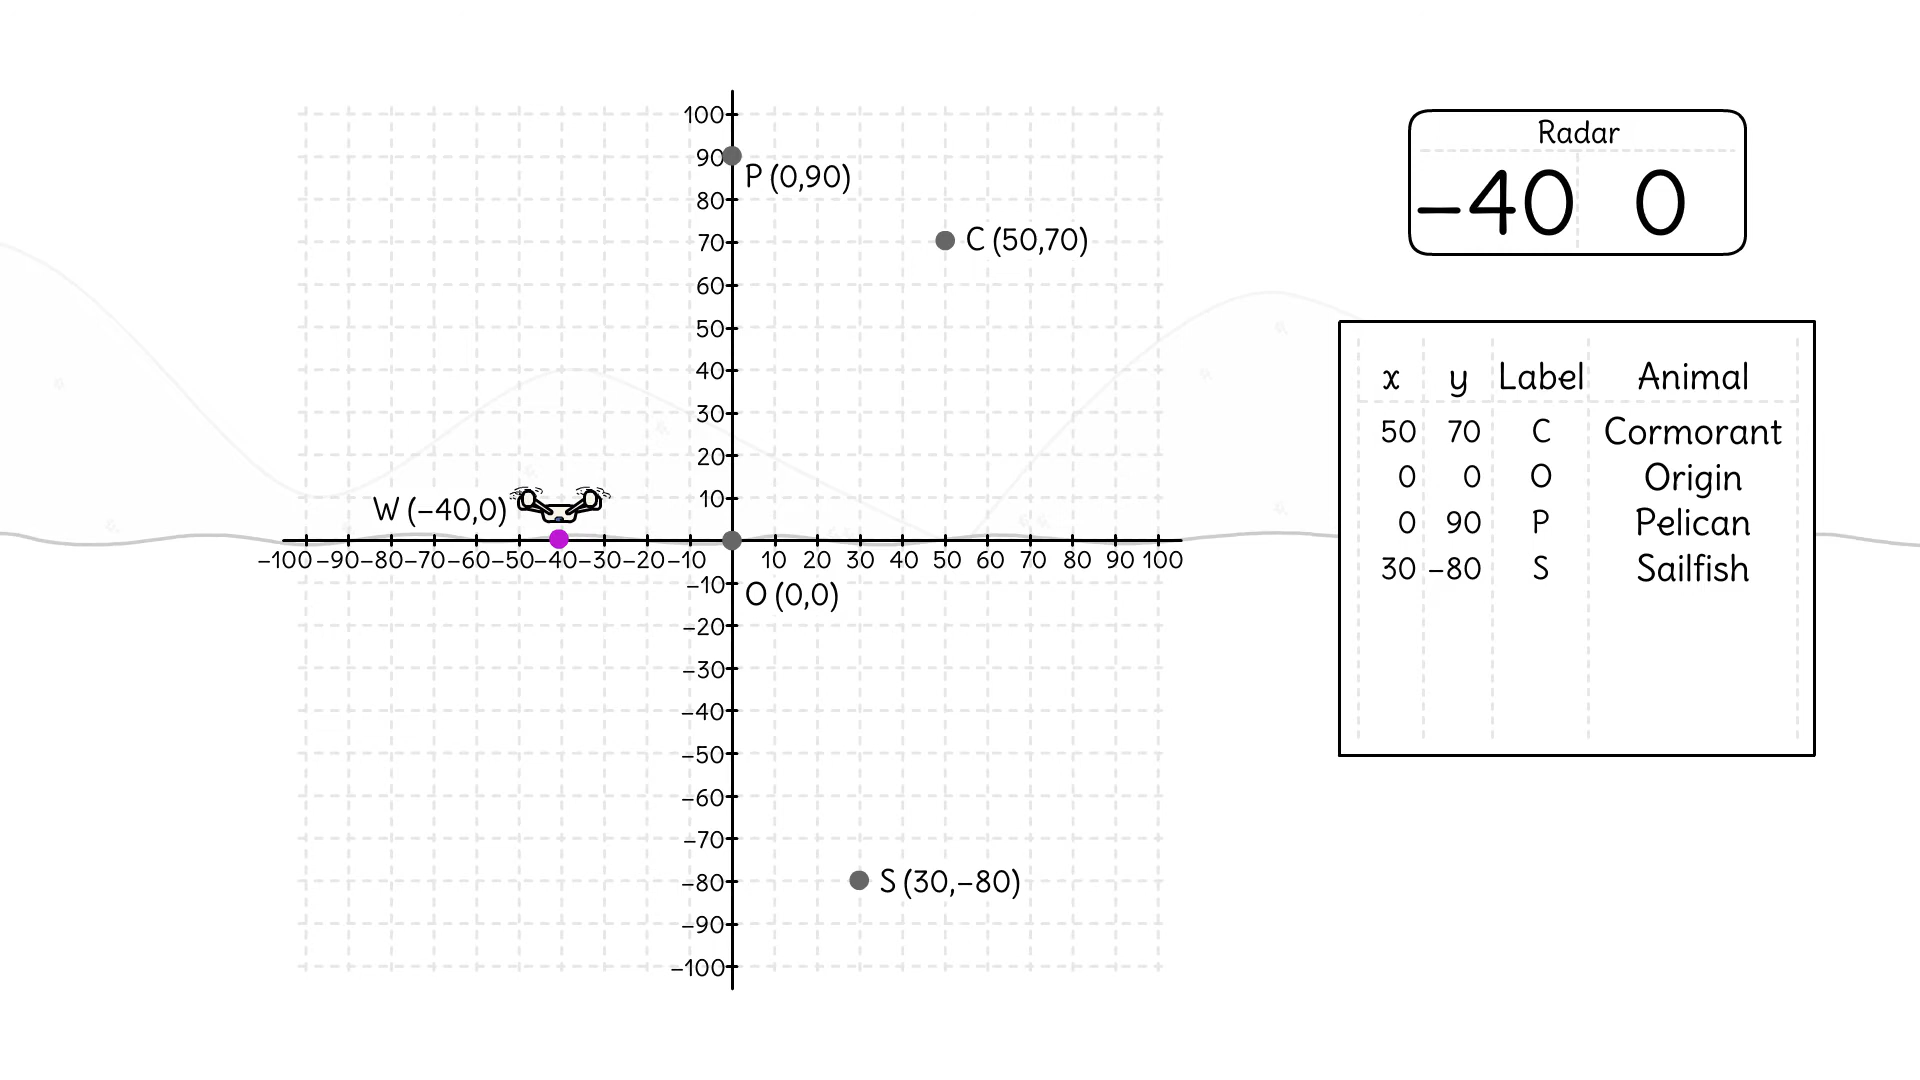 100
90
P (0,90)
80
70
C (50,70)
60
50
40
30
20
10
W (−40,0)
−100 −90 −80 −70 −60 −50 −40 −30 −20 −10 10 20 30 40 50 60 70 80 90 100
−10
O (0,0)
−20
−30
−40
−50
−60
−70
−80
S (30,−80)
−90
−100
Radar
−40 0
x y Label Animal
50 70 C Cormorant
0 0 O Origin
0 90 P Pelican
30 −80 S Sailfish